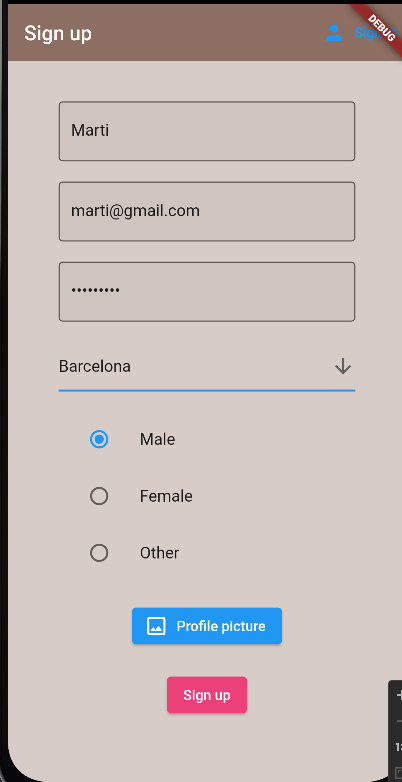 Sign up
DEBUG
Marti
marti@gmail.com
•••••••••
Barcelona
Male
Female
Other
Profile picture
Sign up